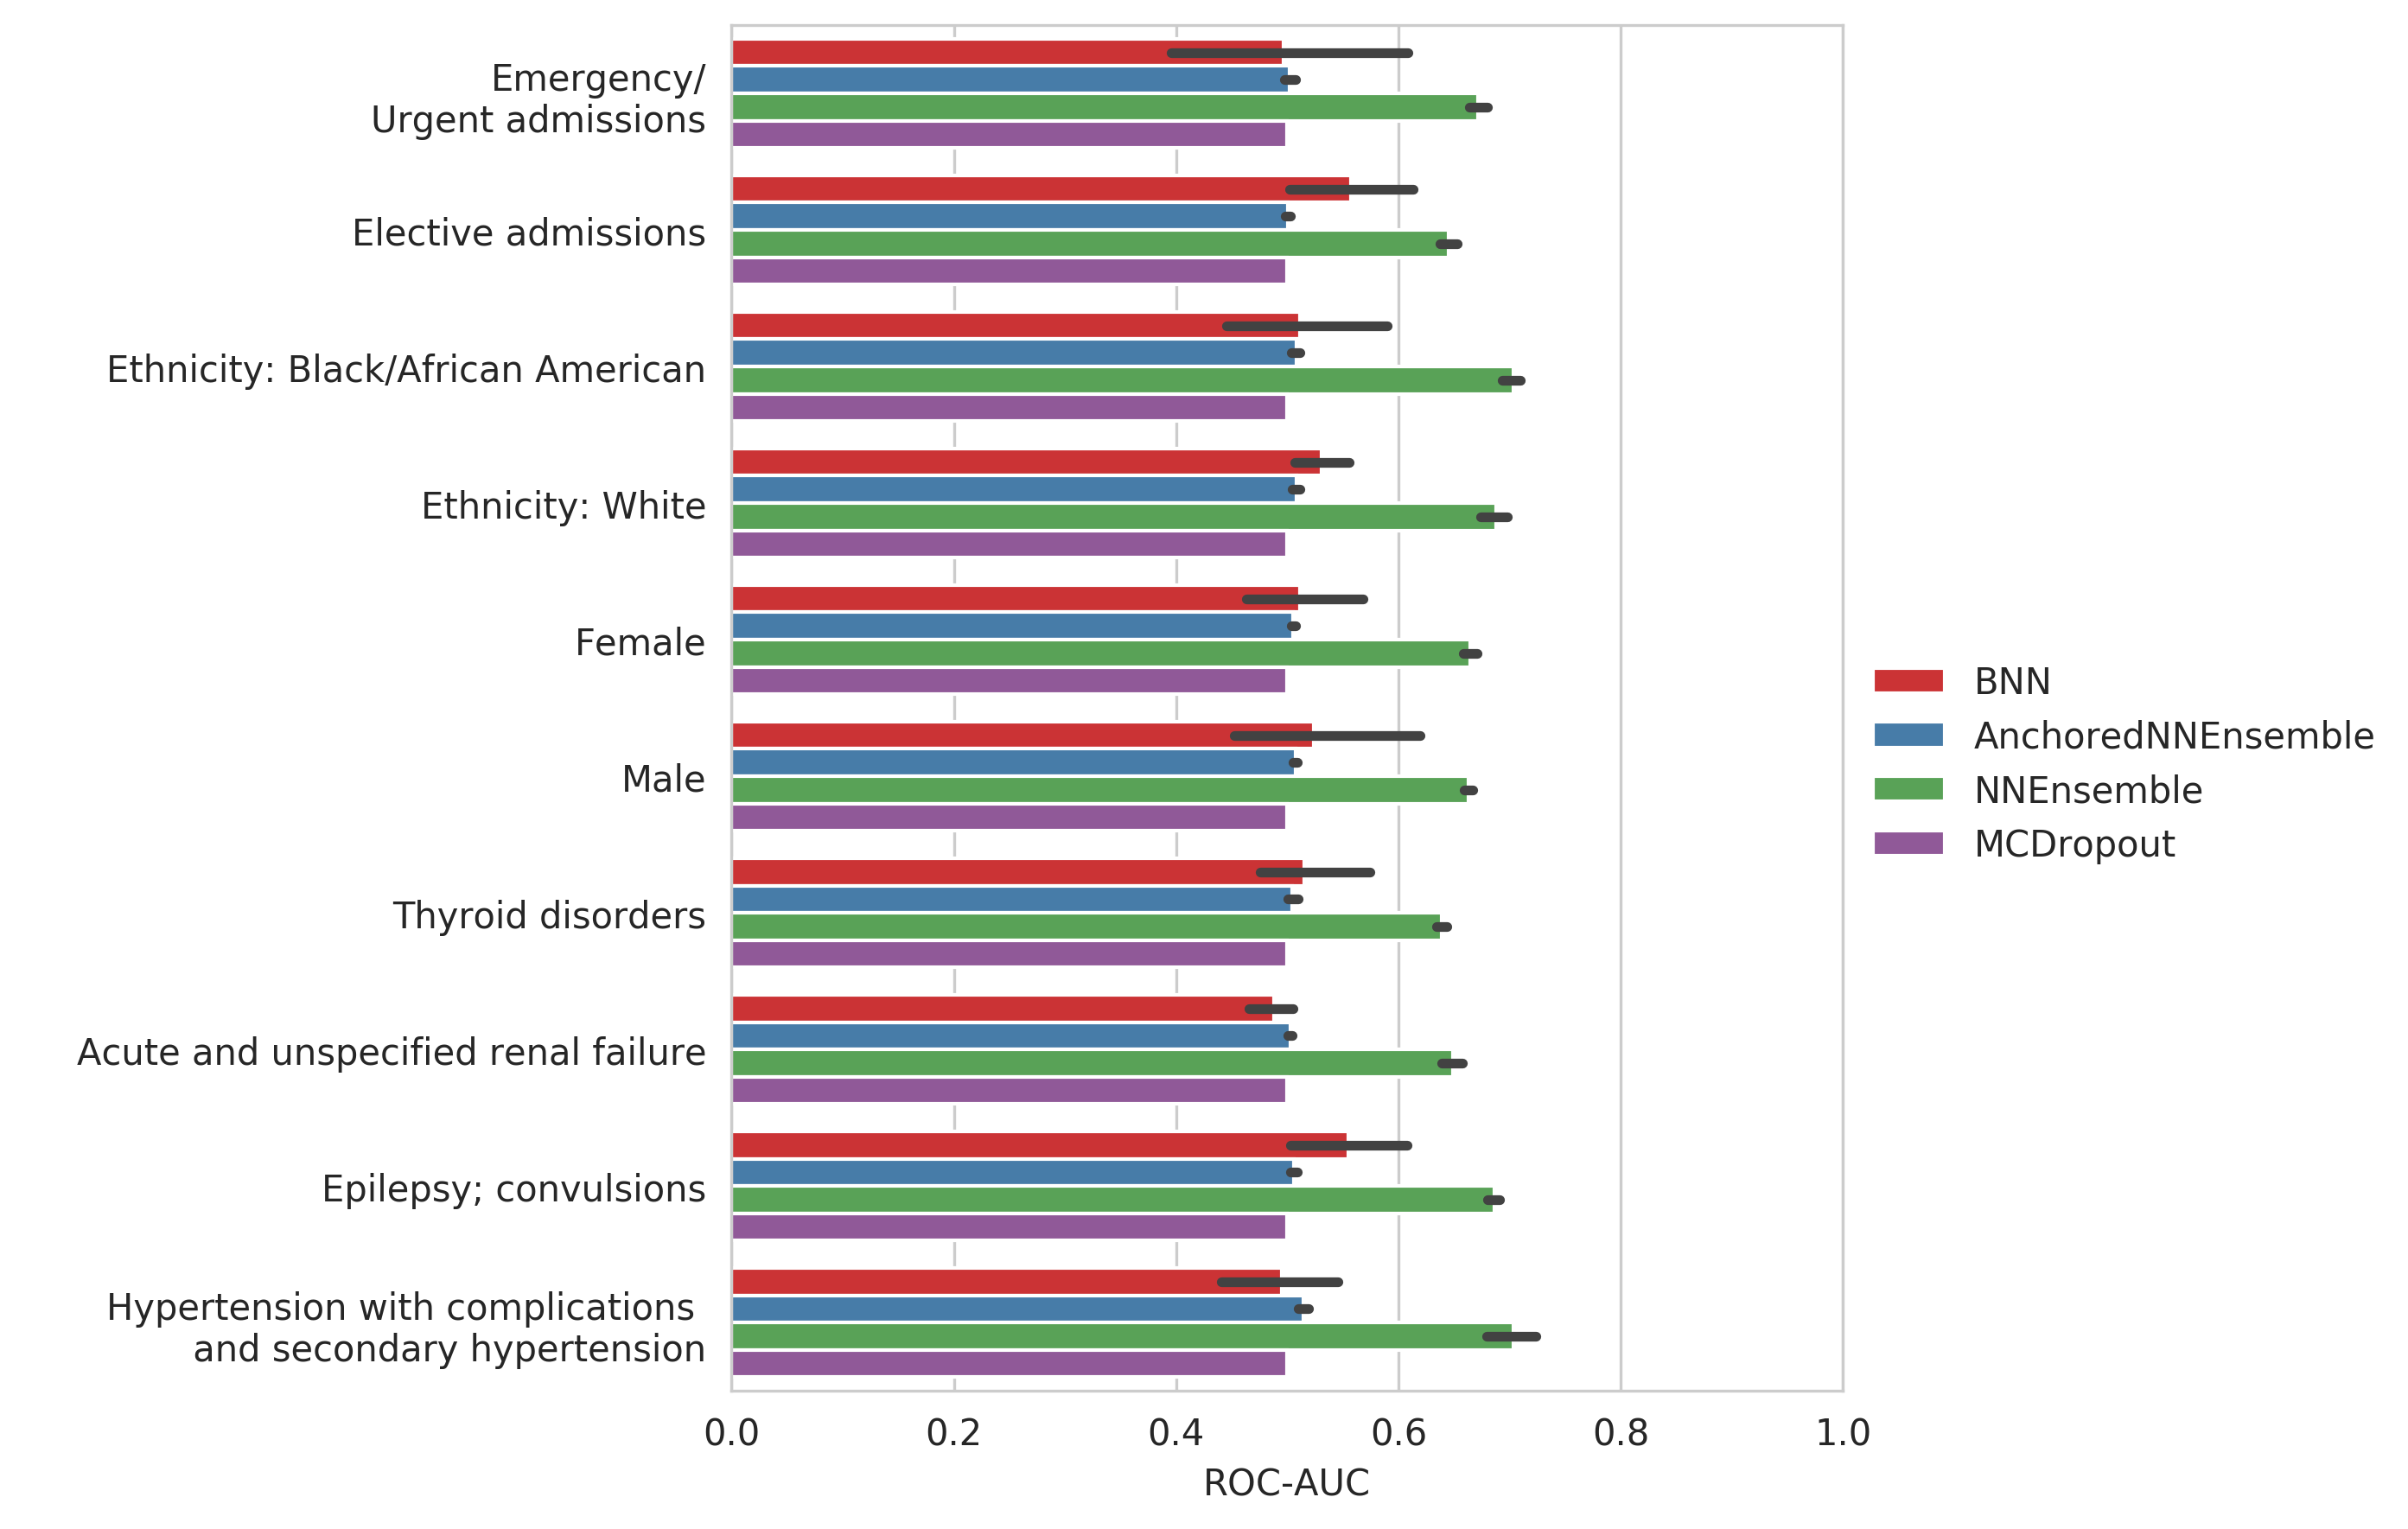 Emergency/
Urgent admissions
Elective admissions
Ethnicity: Black/African American
Ethnicity: White
Female
Male
Thyroid disorders
Acute and unspecified renal failure
Epilepsy; convulsions
Hypertension with complications
and secondary hypertension
0.0 0.2 0.4 0.6 0.8 1.0
ROC-AUC
BNN
AnchoredNNEnsemble
NNEnsemble
MCDropout